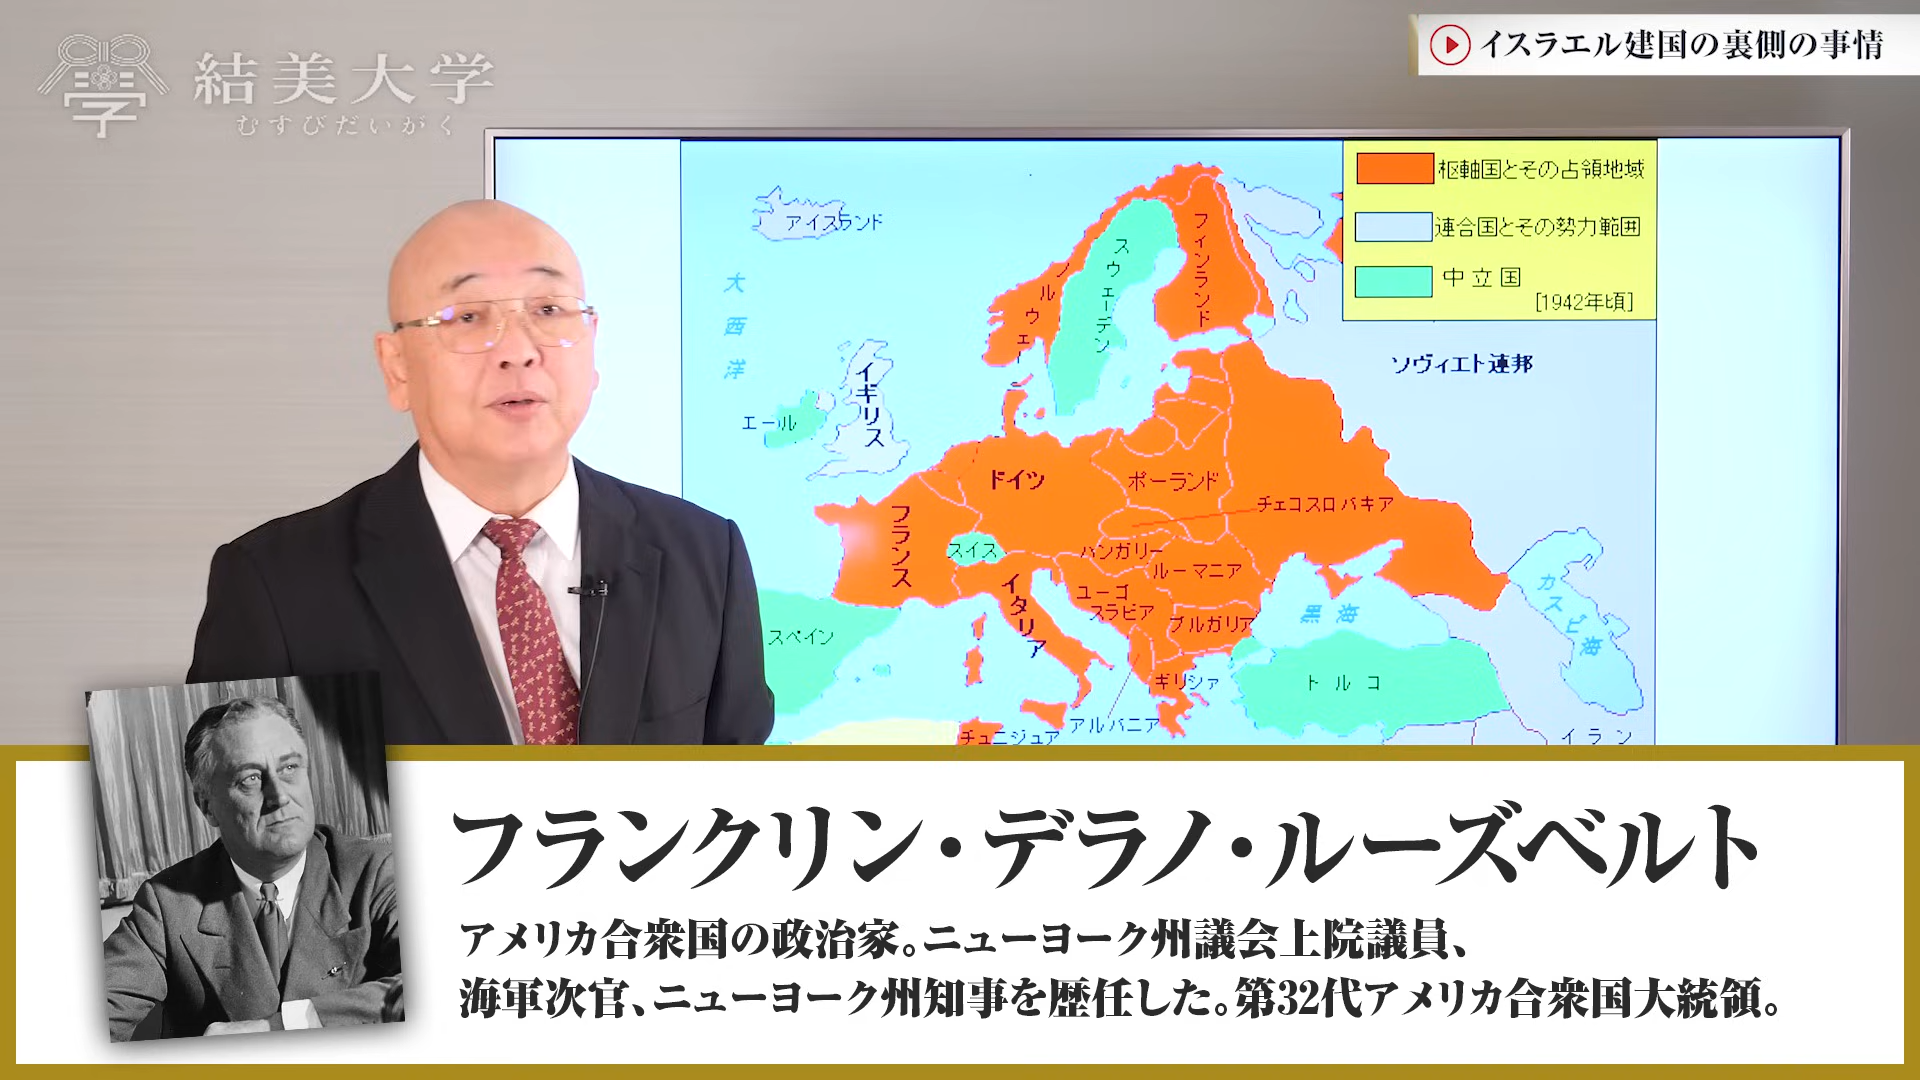 結美大学
むすびだいがく
イスラエル建国の裏側の事情
枢軸国とその占領地域
連合国とその勢力範囲
中立国
[1942年頃]
アイスランド
大西洋
ノルウェー
スウェーデン
フィンランド
ソヴィエト連邦
エール
イギリス
ドイツ
ポーランド
チェコスロバキア
フランス
スイス
ハンガリー
ルーマニア
イタリア
ユーゴ
スラビア
ブルガリア
黒海
カスピ海
スペイン
ギリシァ
トルコ
アルバニア
チュニジュア
イラン
フランクリン・デラノ・ルーズベルト
アメリカ合衆国の政治家。ニューヨーク州議会上院議員、
海軍次官、ニューヨーク州知事を歴任した。第32代アメリカ合衆国大統領。